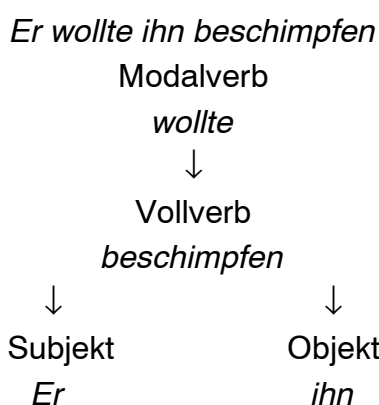 Er wollte ihn beschimpfen
Modalverb
wollte
↓
Vollverb
beschimpfen
↓ ↓
Subjekt Objekt
Er ihn